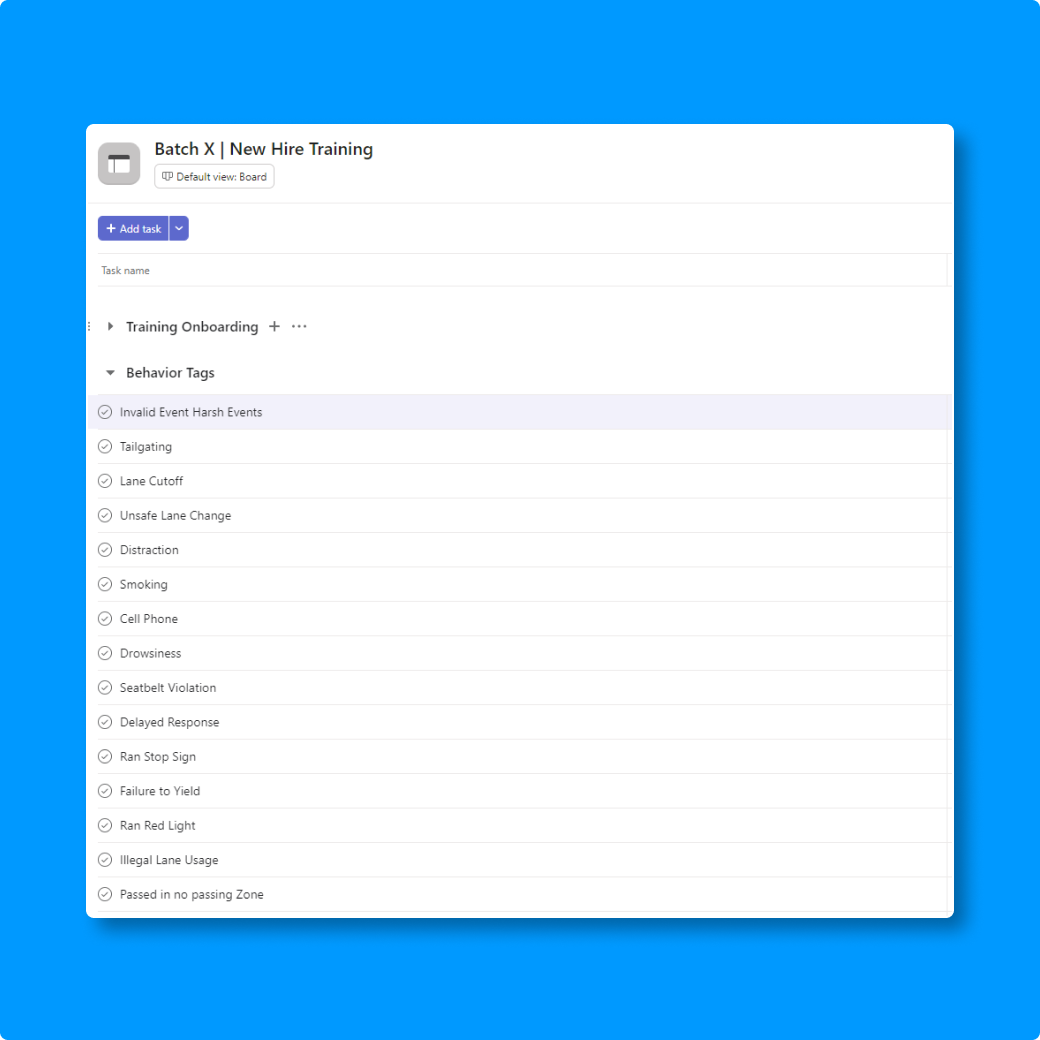 Batch X | New Hire Training
Default view: Board
+ Add task
Task name
Training Onboarding + ...
Behavior Tags
Invalid Event Harsh Events
Tailgating
Lane Cutoff
Unsafe Lane Change
Distraction
Smoking
Cell Phone
Drowsiness
Seatbelt Violation
Delayed Response
Ran Stop Sign
Failure to Yield
Ran Red Light
Illegal Lane Usage
Passed in no passing Zone